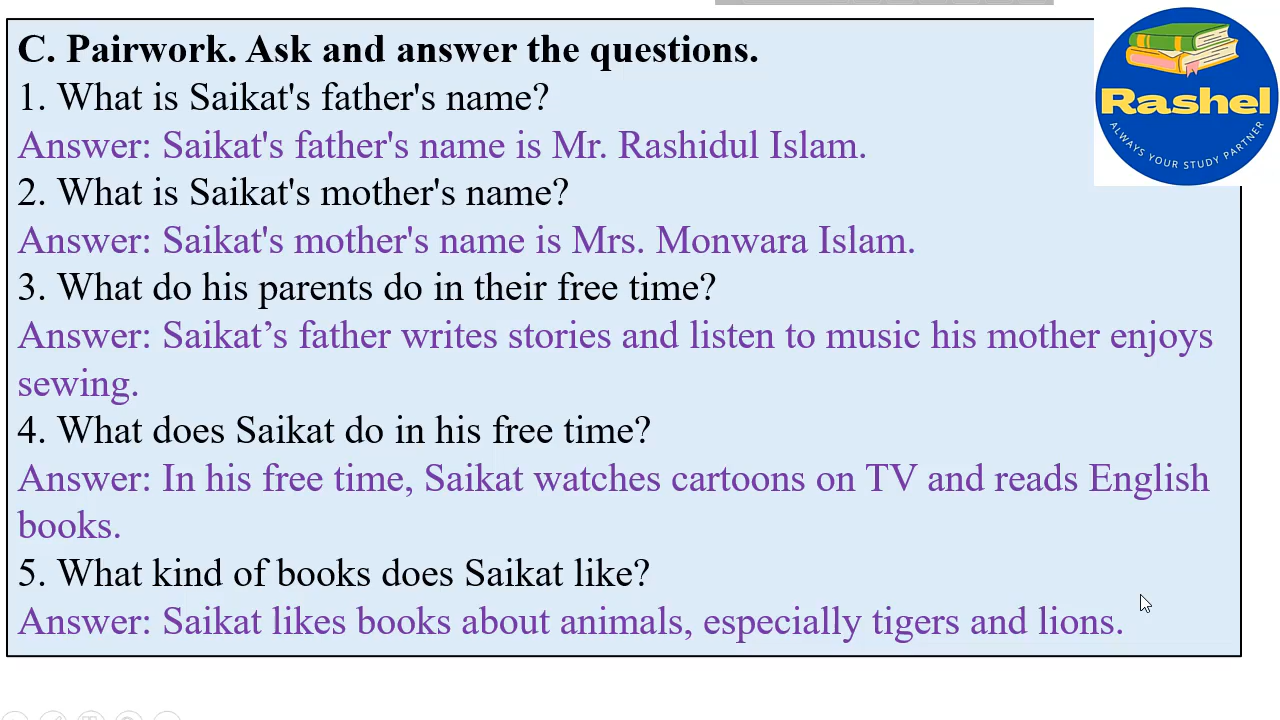 C. Pairwork. Ask and answer the questions.
1. What is Saikat's father's name?
Answer: Saikat's father's name is Mr. Rashidul Islam.
2. What is Saikat's mother's name?
Answer: Saikat's mother's name is Mrs. Monwara Islam.
3. What do his parents do in their free time?
Answer: Saikat’s father writes stories and listen to music his mother enjoys
sewing.
4. What does Saikat do in his free time?
Answer: In his free time, Saikat watches cartoons on TV and reads English
books.
5. What kind of books does Saikat like?
Answer: Saikat likes books about animals, especially tigers and lions.
Rashel
ALWAYS YOUR STUDY PARTNER